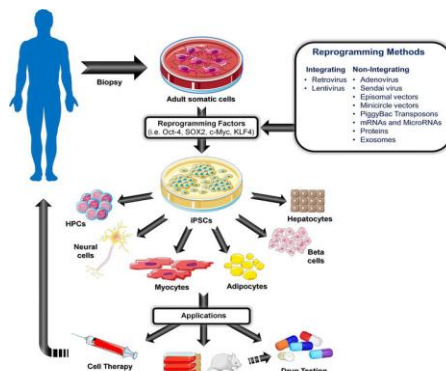 Reprogramming Methods
Integrating
• Retrovirus
• Lentivirus
Non-Integrating
• Adenovirus
• Sendai virus
• Episomal vectors
• Minicircle vectors
• PiggyBac Transposons
• mRNAs and MicroRNAs
• Proteins
• Exosomes
Biopsy
Adult somatic cells
Reprogramming Factors
(i.e. Oct-4, SOX2, c-Myc, KLF4)
iPSCs
HPCs
Hepatocytes
Neural
cells
Beta
cells
Myocytes
Adipocytes
Applications
Cell Therapy
Drug Testing